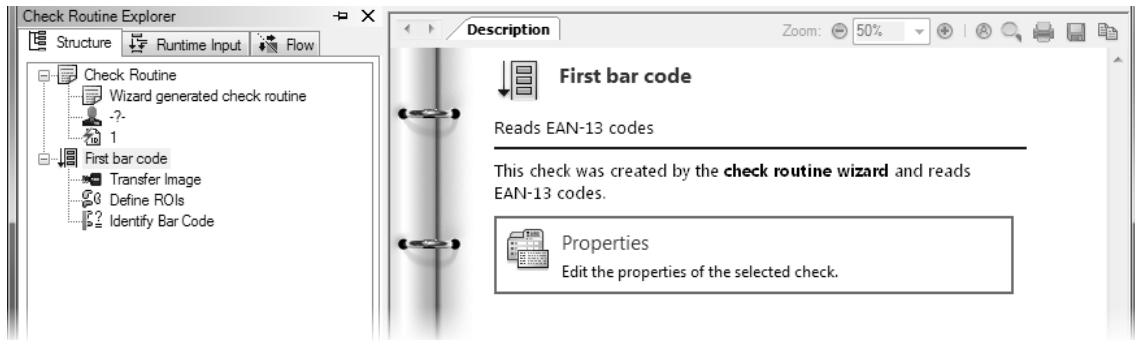 Check Routine Explorer
Structure
Runtime Input
Flow
Check Routine
Wizard generated check routine
-?-
1
First bar code
Transfer Image
Define ROIs
Identify Bar Code
Description
Zoom: 50%
First bar code
Reads EAN-13 codes
This check was created by the check routine wizard and reads
EAN-13 codes.
Properties
Edit the properties of the selected check.